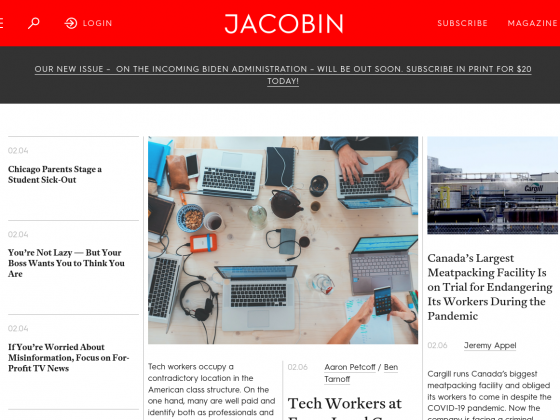 LOGIN
JACOBIN
SUBSCRIBE
MAGAZINE
OUR NEW ISSUE – ON THE INCOMING BIDEN ADMINISTRATION – WILL BE OUT SOON. SUBSCRIBE IN PRINT FOR $20
TODAY!
02.04
Chicago Parents Stage a
Student Sick-Out
02.04
You're Not Lazy — But Your
Boss Wants You to Think You
Are
02.04
If You're Worried About
Misinformation, Focus on For-
Profit TV News
02.04
Tech workers occupy a
contradictory location in the
American class structure. On the
one hand, many are well paid and
identify both as professionals and
02.06
Aaron Petcoff / Ben
Tarnoff
Tech Workers at
Cargill
Canada's Largest
Meatpacking Facility Is
on Trial for Endangering
Its Workers During the
Pandemic
02.06
Jeremy Appel
Cargill runs Canada's biggest
meatpacking facility and obliged
its workers to come in despite the
COVID-19 pandemic. Now the